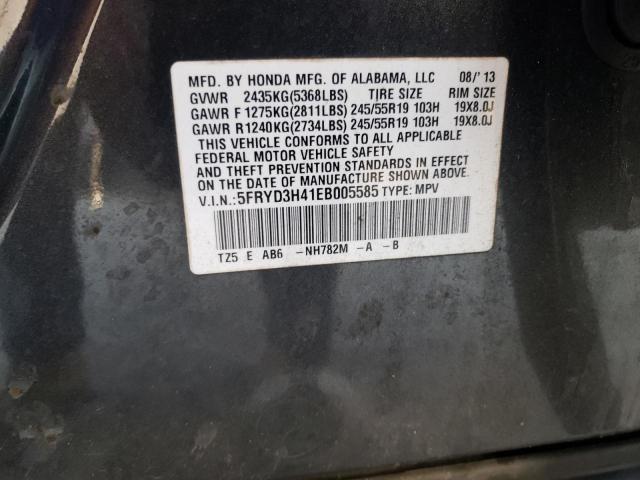 MFD. BY HONDA MFG. OF ALABAMA, LLC 08/'13
GVWR 2435KG(5368LBS) TIRE SIZE RIM SIZE
GAWR F 1275KG(2811LBS) 245/55R19 103H 19X8.0J
GAWR R 1240KG(2734LBS) 245/55R19 103H 19X8.0J
THIS VEHICLE CONFORMS TO ALL APPLICABLE
FEDERAL MOTOR VEHICLE SAFETY
AND THEFT PREVENTION STANDARDS IN EFFECT
ON THE DATE OF MANUFACTURE SHOWN ABOVE.
V.I.N.:5FRYD3H41EB005585 TYPE: MPV
TZ5 E AB6 -NH782M -A -B